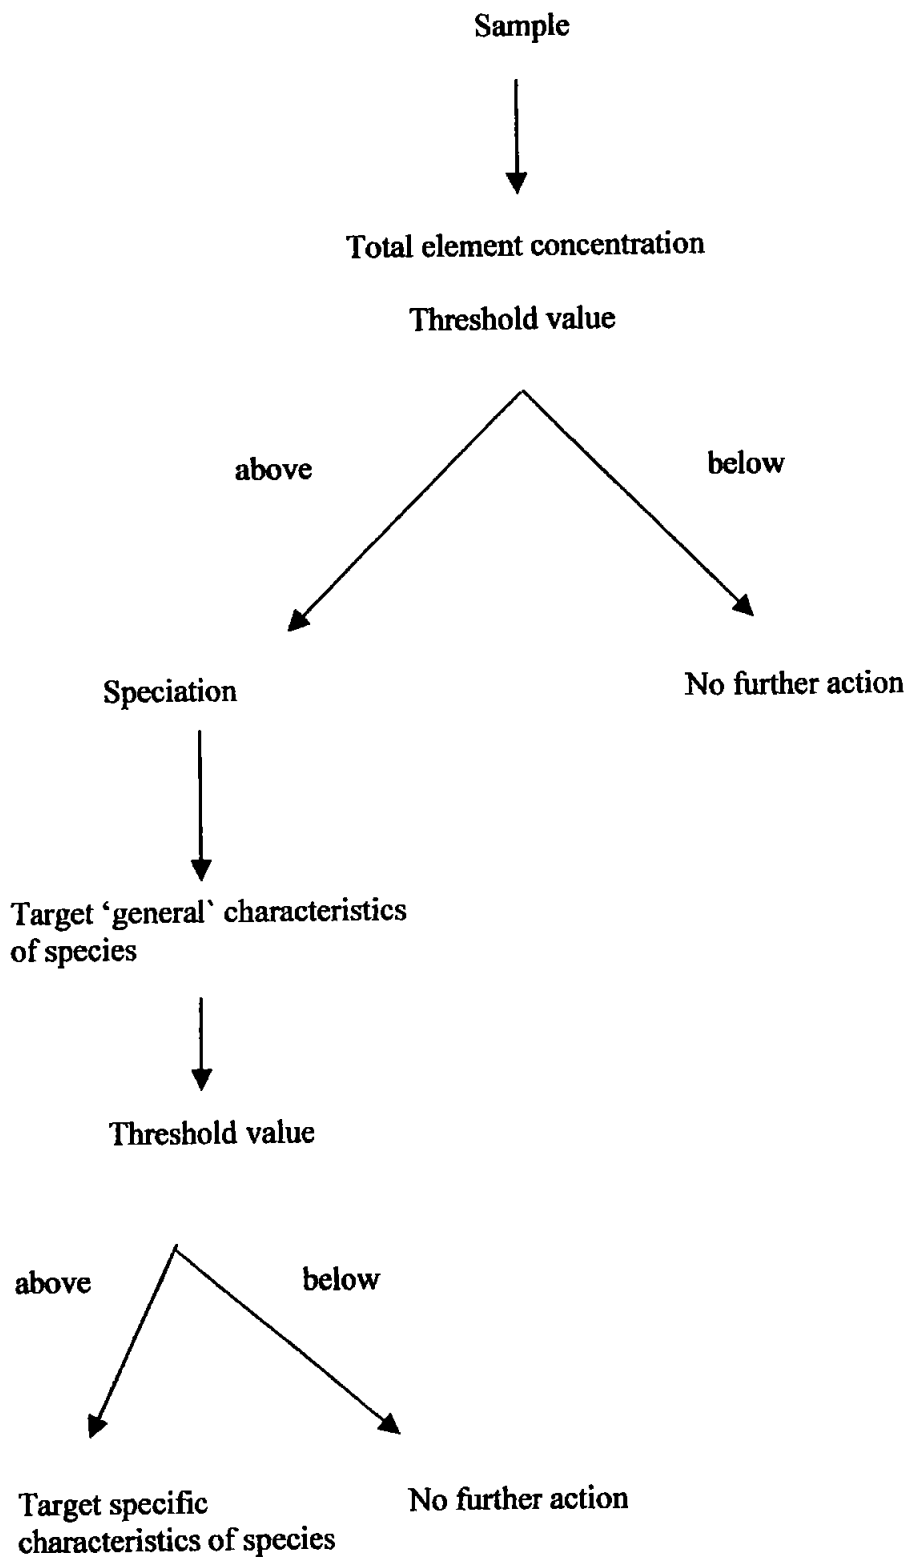 Sample
Total element concentration
Threshold value
above
below
Speciation
No further action
Target ‘general‵ characteristics
of species
Threshold value
above
below
Target specific
characteristics of species
No further action